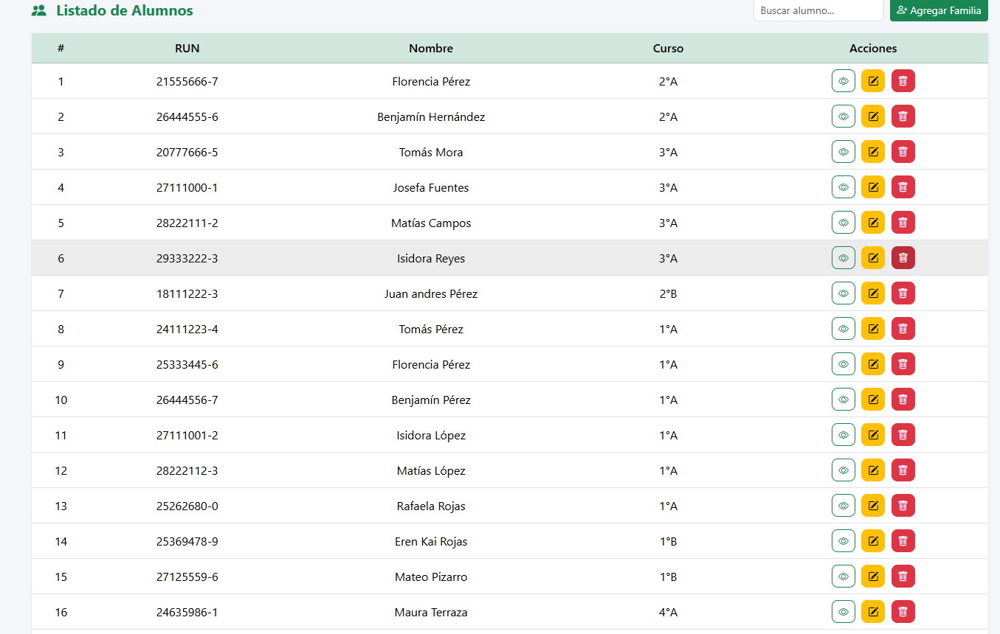 Listado de Alumnos
Buscar alumno...
Agregar Familia
# RUN Nombre Curso Acciones
1 21555666-7 Florencia Pérez 2°A
2 26444555-6 Benjamín Hernández 2°A
3 20777666-5 Tomás Mora 3°A
4 27111000-1 Josefa Fuentes 3°A
5 28222111-2 Matías Campos 3°A
6 29333222-3 Isidora Reyes 3°A
7 18111222-3 Juan andres Pérez 2°B
8 24111223-4 Tomás Pérez 1°A
9 25333445-6 Florencia Pérez 1°A
10 26444556-7 Benjamín Pérez 1°A
11 27111001-2 Isidora López 1°A
12 28222112-3 Matías López 1°A
13 25262680-0 Rafaela Rojas 1°A
14 25369478-9 Eren Kai Rojas 1°B
15 27125559-6 Mateo Pizarro 1°B
16 24635986-1 Maura Terraza 4°A